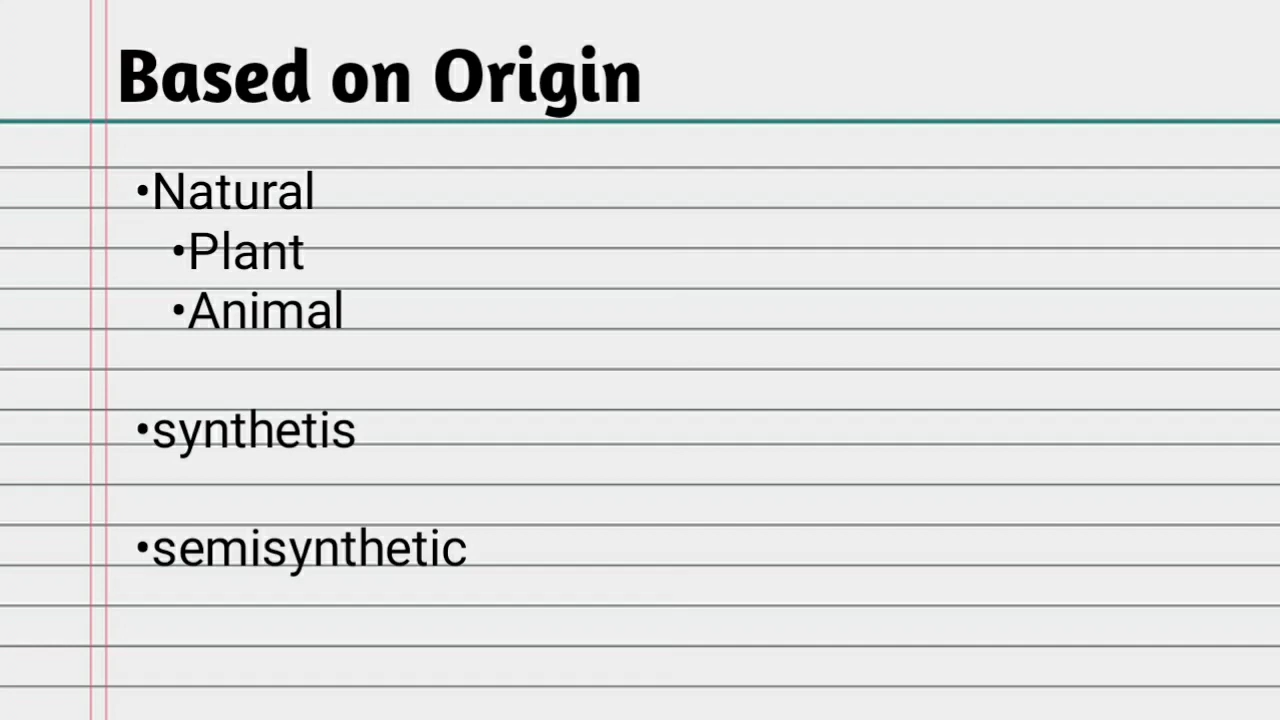 Based on Origin
•Natural
•Plant
•Animal
•synthetis
•semisynthetic